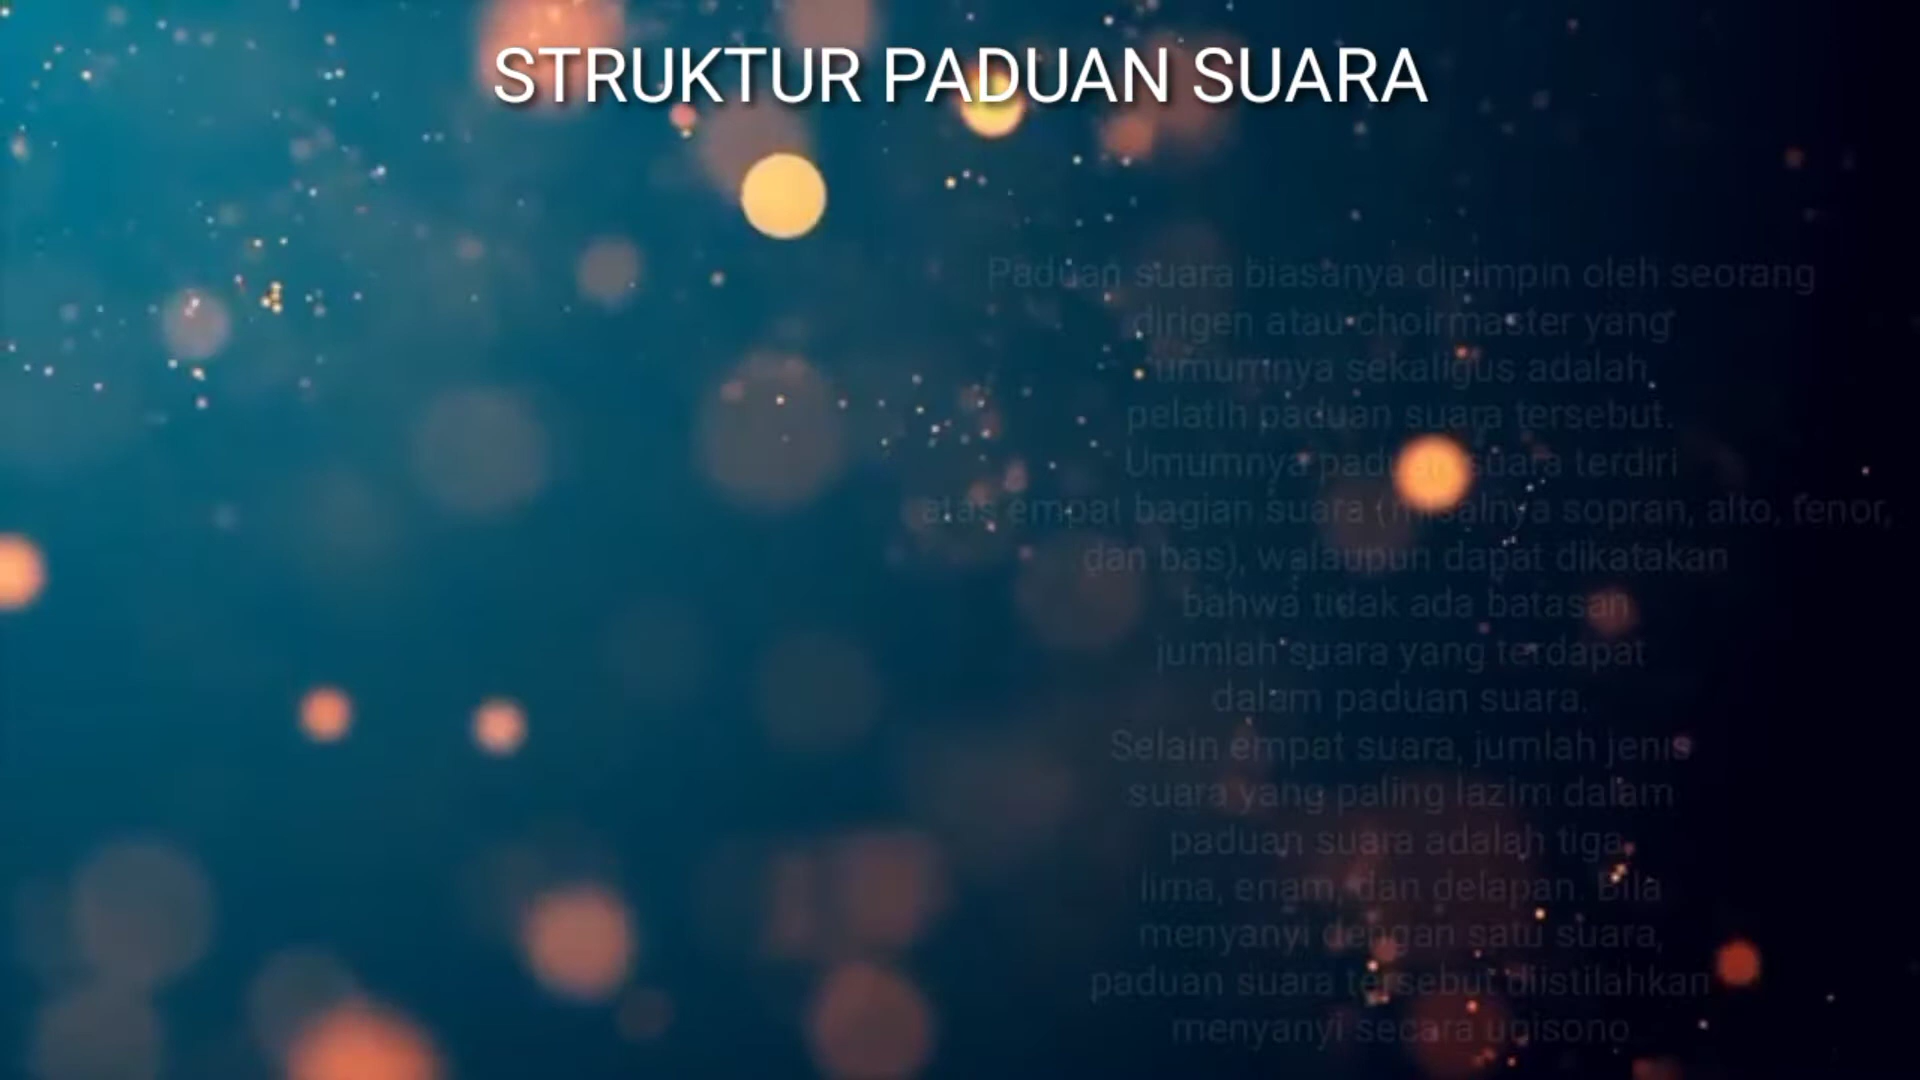 STRUKTUR PADUAN SUARA
Paduan suara biasanya dipimpin oleh seorang
dirigen atau choirmaster yang
umumnya sekaligus adalah
pelatih paduan suara tersebut.
Umumnya paduan suara terdiri
atas empat bagian suara (misalnya sopran, alto, tenor,
dan bas), walaupun dapat dikatakan
bahwa tidak ada batasan
jumlah suara yang terdapat
dalam paduan suara.
Selain empat suara, jumlah jenis
suara yang paling lazim dalam
paduan suara adalah tiga,
lima, enam, dan delapan. Bila
menyanyi dengan satu suara,
paduan suara tersebut diistilahkan
menyanyi secara unisono